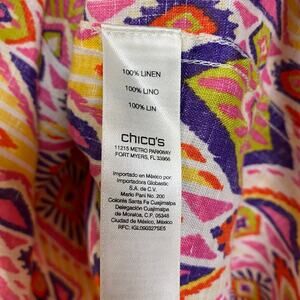 100% LINEN
100% LINO
100% LIN
chico's
11215 METRO PARKWAY
FORT MYERS, FL 33966
Importado en México por:
Importadora Globastic
S.A. de C.V.
Mario Pani No. 200
Colonia Santa Fe Cuajimalpa
Delegación Cuajimalpa
de Morelos, C.P. 05348
Ciudad de México, México
RFC: IGL090327SE5